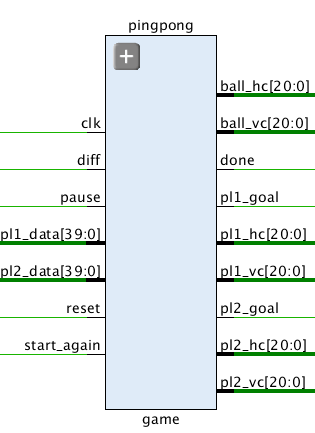 pingpong
ball_hc[20:0]
clk
ball_vc[20:0]
diff
done
pause
pl1_goal
pl1_data[39:0]
pl1_hc[20:0]
pl2_data[39:0]
pl1_vc[20:0]
reset
pl2_goal
start_again
pl2_hc[20:0]
pl2_vc[20:0]
game